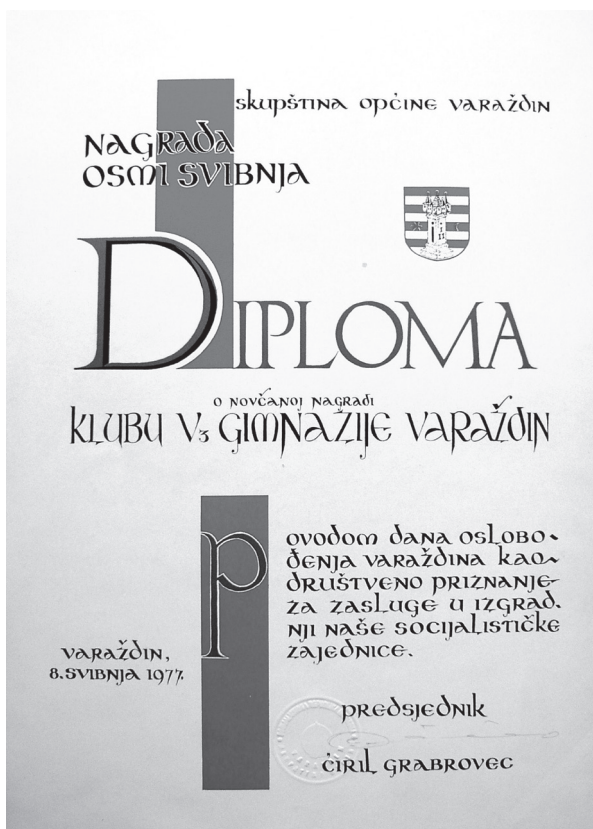 skupština općine varaždin
nagrada
osmi svibnja
Diploma
o novčanoj nagradi
klubu V₃ gimnazije varaždin
Povodom dana oslobo-
đenja varaždina kao
društveno priznanje
za zasluge u izgrad.
nji naše socijalističke
zajednice.
varaždin,
8. svibnja 1977.
predsjednik
ćiril grabrovec